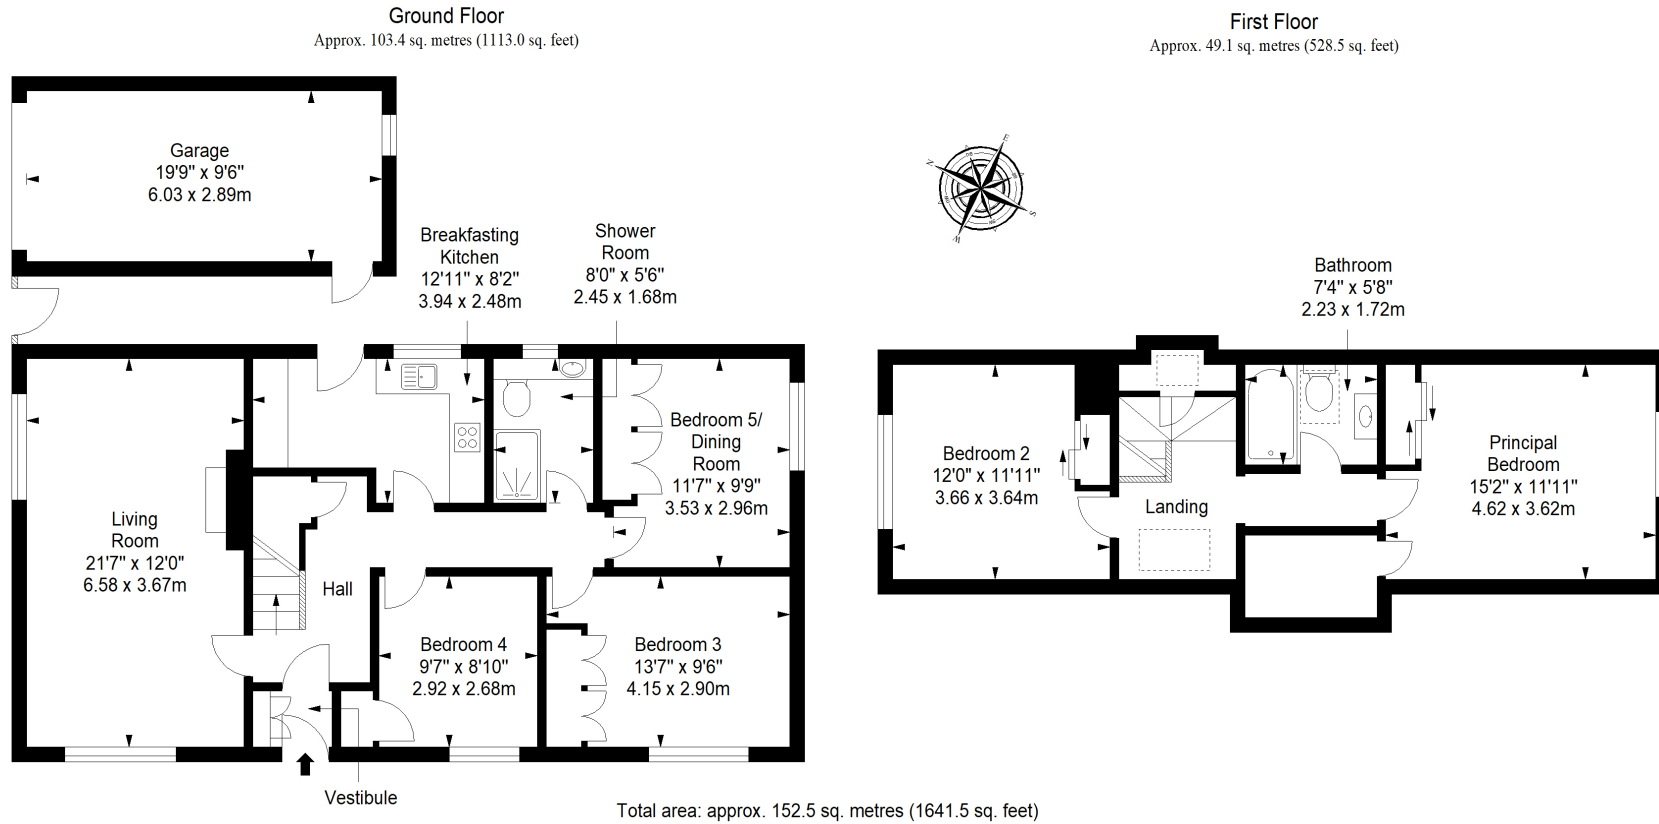 Ground Floor
Approx. 103.4 sq. metres (1113.0 sq. feet)
First Floor
Approx. 49.1 sq. metres (528.5 sq. feet)
Garage
19'9" x 9'6"
6.03 x 2.89m
Breakfasting
Kitchen
12'11" x 8'2"
3.94 x 2.48m
Shower
Room
8'0" x 5'6"
2.45 x 1.68m
E
N
S
W
Bathroom
7'4" x 5'8"
2.23 x 1.72m
Living
Room
21'7" x 12'0"
6.58 x 3.67m
Hall
Bedroom 5/
Dining
Room
11'7" x 9'9"
3.53 x 2.96m
Bedroom 4
9'7" x 8'10"
2.92 x 2.68m
Bedroom 3
13'7" x 9'6"
4.15 x 2.90m
Vestibule
Bedroom 2
12'0" x 11'11"
3.66 x 3.64m
Landing
Principal
Bedroom
15'2" x 11'11"
4.62 x 3.62m
Total area: approx. 152.5 sq. metres (1641.5 sq. feet)